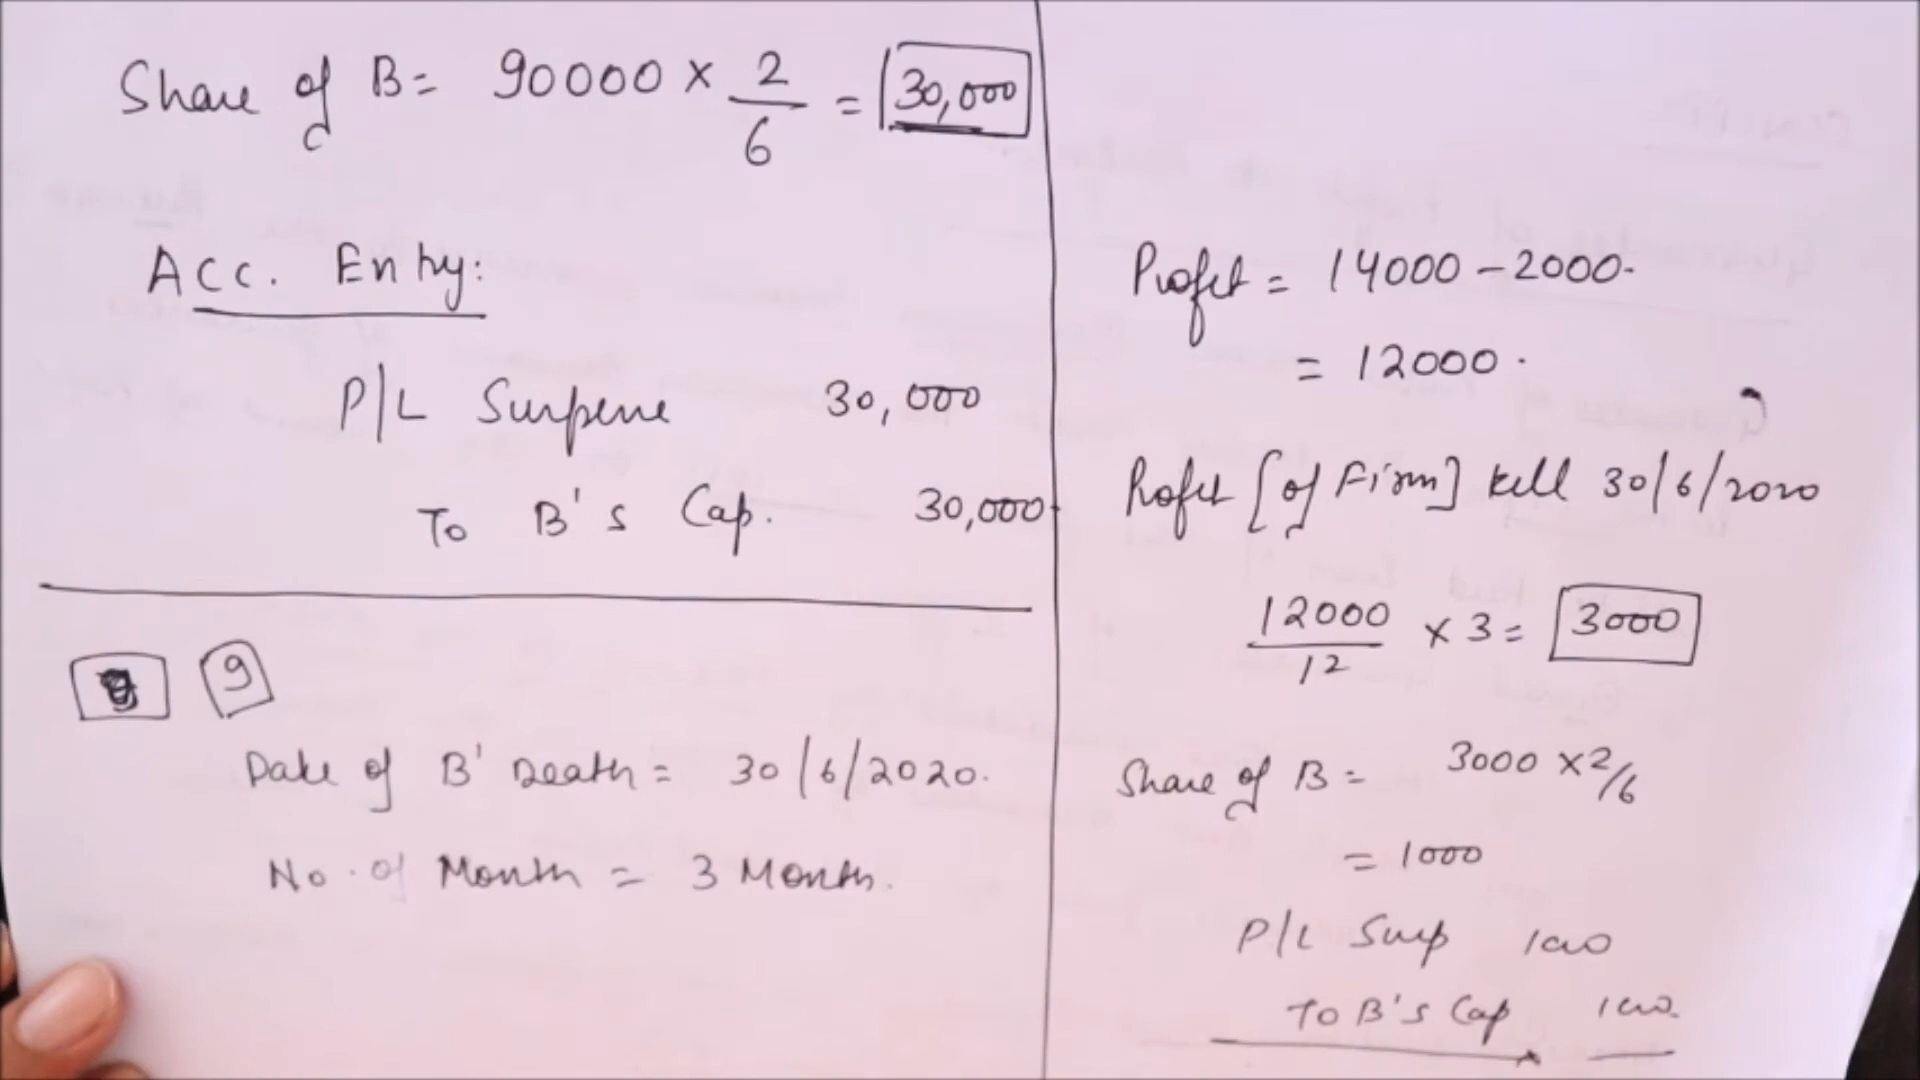 Share of B = 90000 × 2/6 = 30,000
Acc. Entry:
P/L Suspense 30,000
To B's Cap. 30,000
9
Date of B' Death = 30/6/2020.
No. of Month = 3 Month.
Profit = 14000 - 2000.
= 12000.
Profit [of Firm] till 30/6/2020
12000/12 × 3 = 3000
Share of B = 3000 × 2/6
= 1000
P/L Susp 1000
To B's Cap 1000.